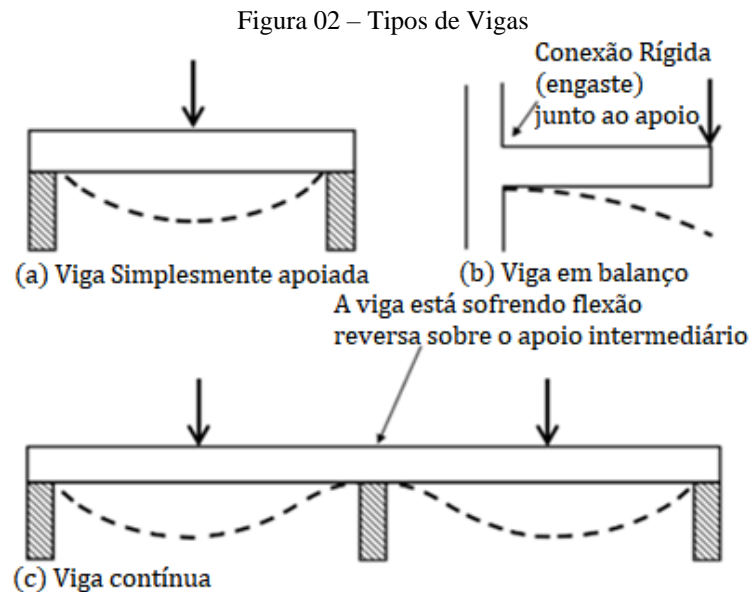 Figura 02 – Tipos de Vigas
Conexão Rígida
(engaste)
junto ao apoio
(a) Viga Simplesmente apoiada
(b) Viga em balanço
A viga está sofrendo flexão
reversa sobre o apoio intermediário
(c) Viga contínua